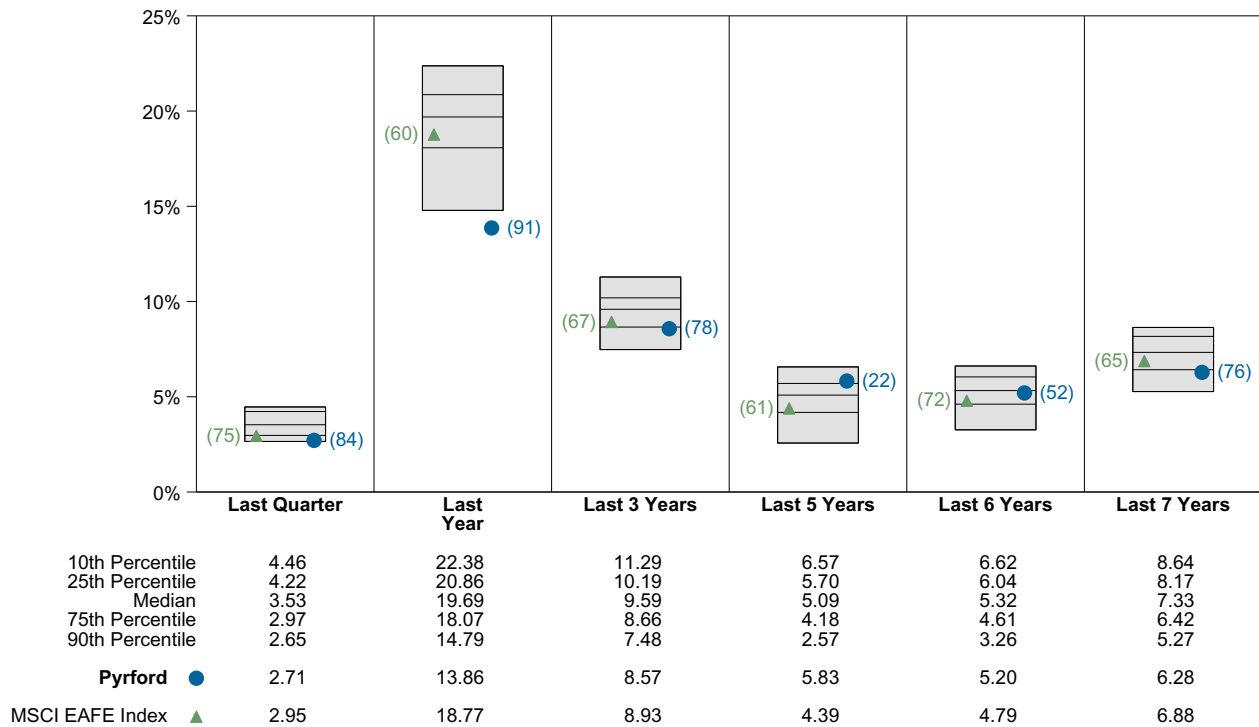 25%
20%
15%
10%
5%
0%
(75)
(84)
(60)
(91)
(67)
(78)
(61)
(22)
(72)
(52)
(65)
(76)
Last Quarter
Last
Year
Last 3 Years
Last 5 Years
Last 6 Years
Last 7 Years
10th Percentile 4.46 22.38 11.29 6.57 6.62 8.64
25th Percentile 4.22 20.86 10.19 5.70 6.04 8.17
Median 3.53 19.69 9.59 5.09 5.32 7.33
75th Percentile 2.97 18.07 8.66 4.18 4.61 6.42
90th Percentile 2.65 14.79 7.48 2.57 3.26 5.27
Pyrford 2.71 13.86 8.57 5.83 5.20 6.28
MSCI EAFE Index 2.95 18.77 8.93 4.39 4.79 6.88